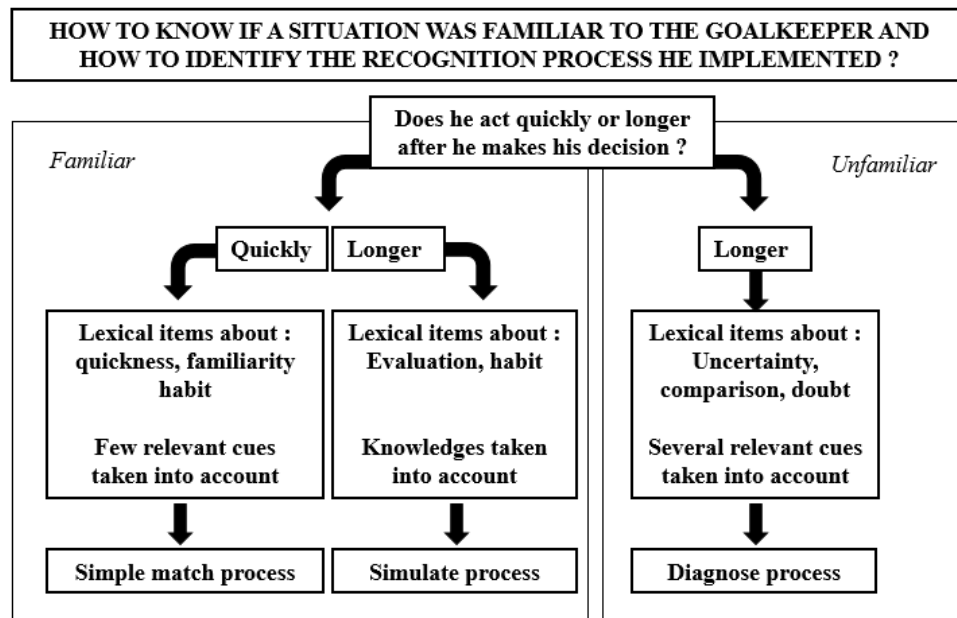 HOW TO KNOW IF A SITUATION WAS FAMILIAR TO THE GOALKEEPER AND
HOW TO IDENTIFY THE RECOGNITION PROCESS HE IMPLEMENTED ?
Does he act quickly or longer
after he makes his decision ?
Familiar
Unfamiliar
Quickly
Longer
Longer
Lexical items about :
quickness, familiarity
habit
Few relevant cues
taken into account
Lexical items about :
Evaluation, habit
Knowledges taken
into account
Lexical items about :
Uncertainty,
comparison, doubt
Several relevant cues
taken into account
Simple match process
Simulate process
Diagnose process